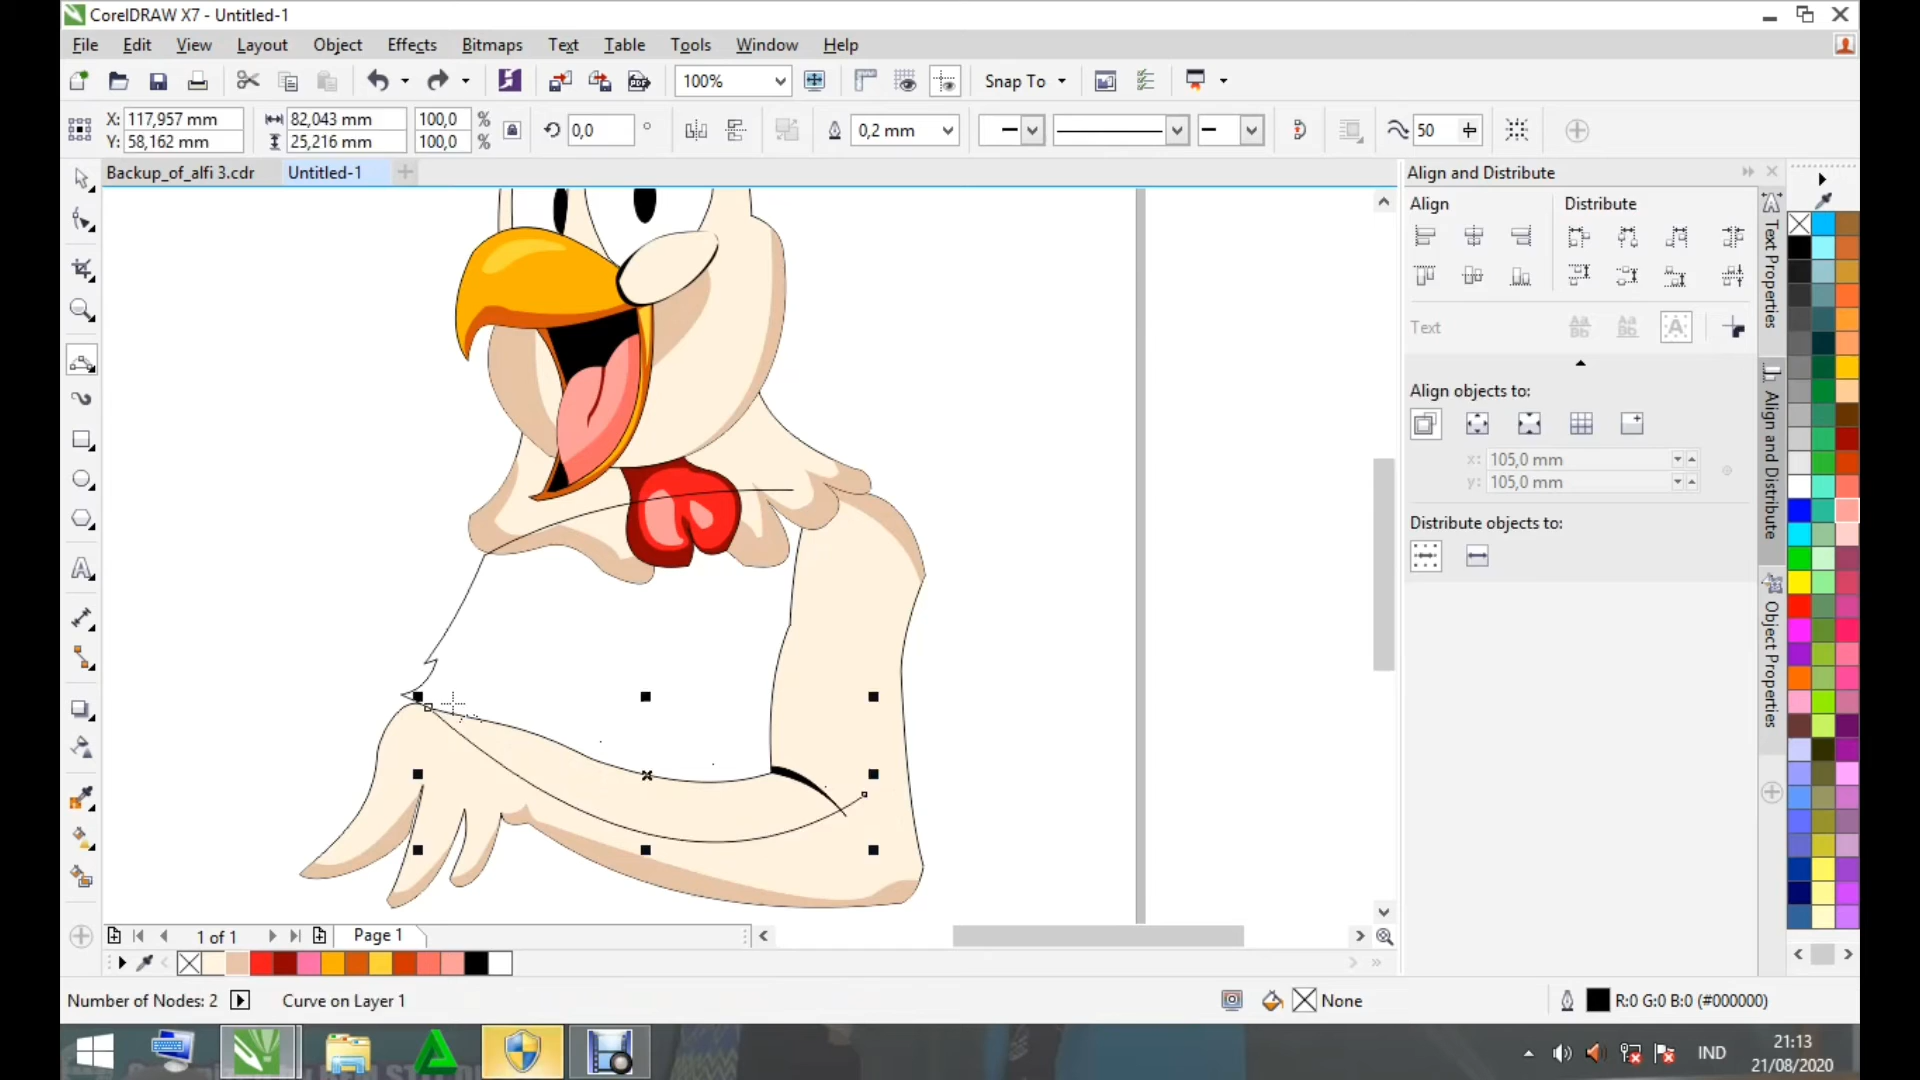 CorelDRAW X7 - Untitled-1
File Edit View Layout Object Effects Bitmaps Text Table Tools Window Help
100% Snap To
X: 117,957 mm 82,043 mm 100,0 % 0,0 ° 0,2 mm 50
Y: 58,162 mm 25,216 mm 100,0 %
Backup_of_alfi 3.cdr Untitled-1
Align and Distribute
Align Distribute
Text
Align objects to:
x: 105,0 mm
y: 105,0 mm
Distribute objects to:
Text Properties
Align and Distribute
Object Properties
1 of 1 Page 1
Number of Nodes: 2 Curve on Layer 1 None R:0 G:0 B:0 (#000000)
IND
21:13
21/08/2020